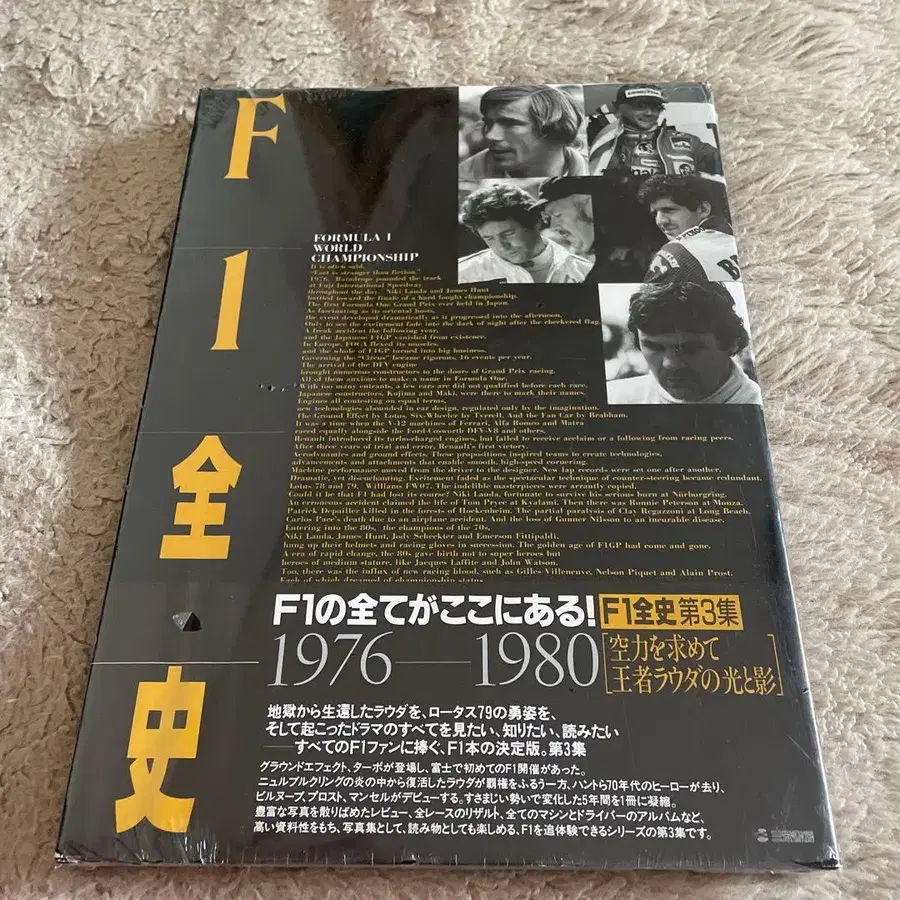 F1全史
FORMULA 1
WORLD
CHAMPIONSHIP
It is often said,
"Fact is stranger than fiction."
1976. Raindrops pounded the track
at Fuji International Speedway
throughout the day. Niki Lauda and James Hunt
battled toward the finale of a hard fought championship.
The first Formula One Grand Prix ever held in Japan.
As fascinating as its oriental hosts,
the event developed dramatically as it progressed into the afternoon.
Only to see the excitement fade into the dark of night after the checkered flag.
A freak accident the following year,
and the Japanese F1GP vanished from existence.
In Europe, FOCA flexed its muscles,
and the whole of F1GP turned into big business.
Governing the "Circus" became rigorous, 16 events per year.
The arrival of the DFV engine
brought numerous constructors to the doors of Grand Prix racing.
All of them anxious to make a name in Formula One.
With too many entrants, a few cars are did not qualified before each race.
Japanese constructors, Kojima and Maki, were there to mark their names.
Engines all contesting on equal terms,
new technologies abounded in car design, regulated only by the imagination.
The Ground Effect by Lotus, Six-Wheeler by Tyrrell. And the Fan Car by Brabham.
It was a time when the V-12 machines of Ferrari, Alfa Romeo and Matra
raced equally alongside the Ford-Cosworth DFV-V8 and others.
Renault introduced its turbo-charged engines, but failed to receive acclaim or a following from racing peers.
After three years of trial and error, Renault's first victory.
Aerodynamics and ground effects. These propositions inspired teams to create technologies,
advancements and attachments that enable smooth, high-speed cornering.
Machine performance moved from the driver to the designer. New lap records were set one after another.
Dramatic, yet disenchanting. Excitement faded as the spectacular technique of counter-steering became redundant.
Lotus 78 and 79, Williams FW07. The indelible masterpieces were arrantly copied.
Could it be that F1 had lost its course? Niki Lauda, fortunate to survive his serious burn at Nürburgring.
An erroneous accident claimed the life of Tom Pryce at Kyalami. Then there was Ronnie Peterson at Monza.
Patrick Depailler killed in the forests of Hockenheim. The partial paralysis of Clay Regazzoni at Long Beach,
Carlos Pace's death due to an airplane accident. And the loss of Gunner Nilsson to an incurable disease.
Entering into the 80s, the champions of the 70s,
Niki Lauda, James Hunt, Jody Scheckter and Emerson Fittipaldi,
hung up their helmets and racing gloves in succession. The golden age of F1GP had come and gone.
A era of rapid change, the 80s gave birth not to super heroes but
heroes of medium stature, like Jacques Laffite and John Watson.
Too, there was the influx of new racing blood, such as Gilles Villeneuve, Nelson Piquet and Alain Prost.
Each of which dreamed of championship status.
F1の全てがここにある!
F1全史 第3集
1976—1980
[空力を求めて
王者ラウダの光と影]
地獄から生還したラウダを、ロータス79の勇姿を、
そして起こったドラマのすべてを見たい、知りたい、読みたい
——すべてのF1ファンに捧ぐ、F1本の決定版。第3集
グラウンドエフェクト、ターボが登場し、富士で初めてのF1開催があった。
ニュルブルクリングの炎の中から復活したラウダが覇権をふるう一方、ハントら70年代のヒーローが去り、
ビルヌーブ、プロスト、マンセルがデビューする。すさまじい勢いで変化した5年間を1冊に凝縮。
豊富な写真を散りばめたレビュー、全レースのリザルト、全てのマシンとドライバーのアルバムなど、
高い資料性をもち、写真集として、読み物としても楽しめる、F1を追体験できるシリーズの第3集です。